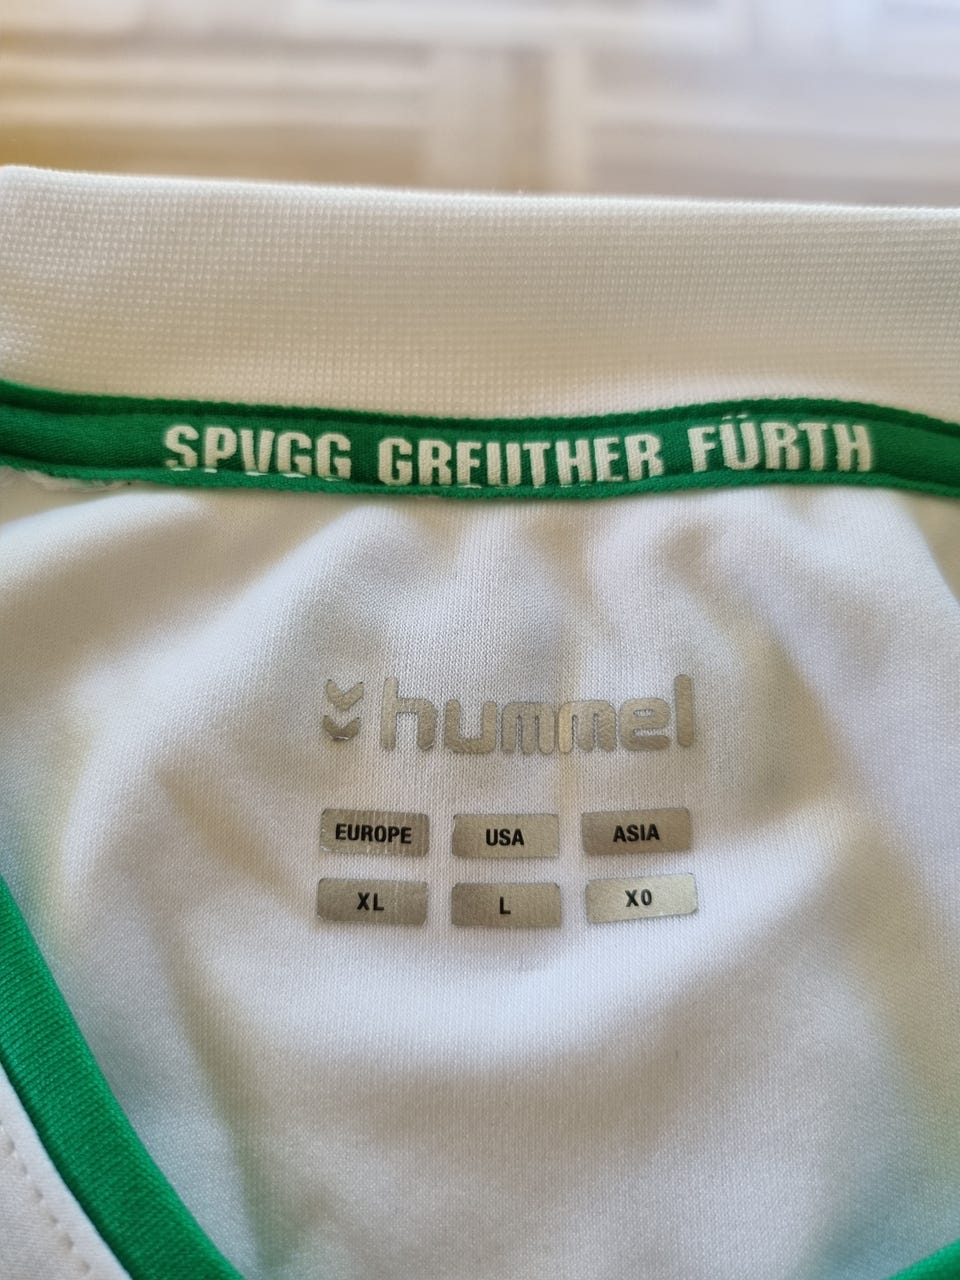 SPVGG GREUTHER FÜRTH
hummel
EUROPE USA ASIA
XL L XO